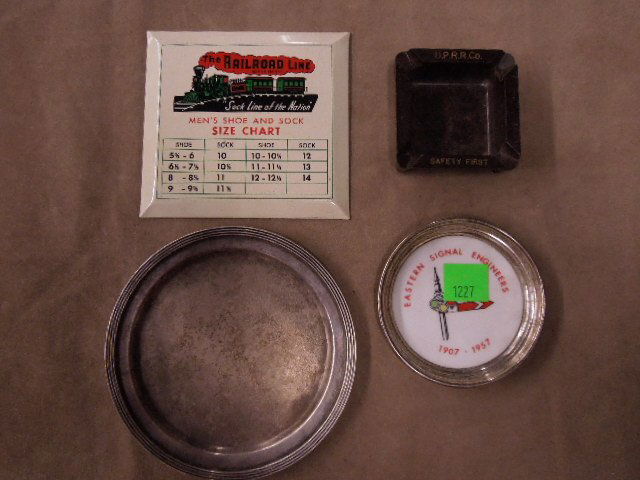 the RAILROAD LINE
"Sock Line of the Nation"
MEN'S SHOE AND SOCK
SIZE CHART
SHOE SOCK SHOE SOCK
5½ - 6 10 10 - 10½ 12
6½ - 7½ 10½ 11 - 11½ 13
8 - 8½ 11 12 - 12½ 14
9 - 9½ 11½
U.P.R.R.Co.
SAFETY FIRST
EASTERN SIGNAL ENGINEERS
1227
1907 - 1957